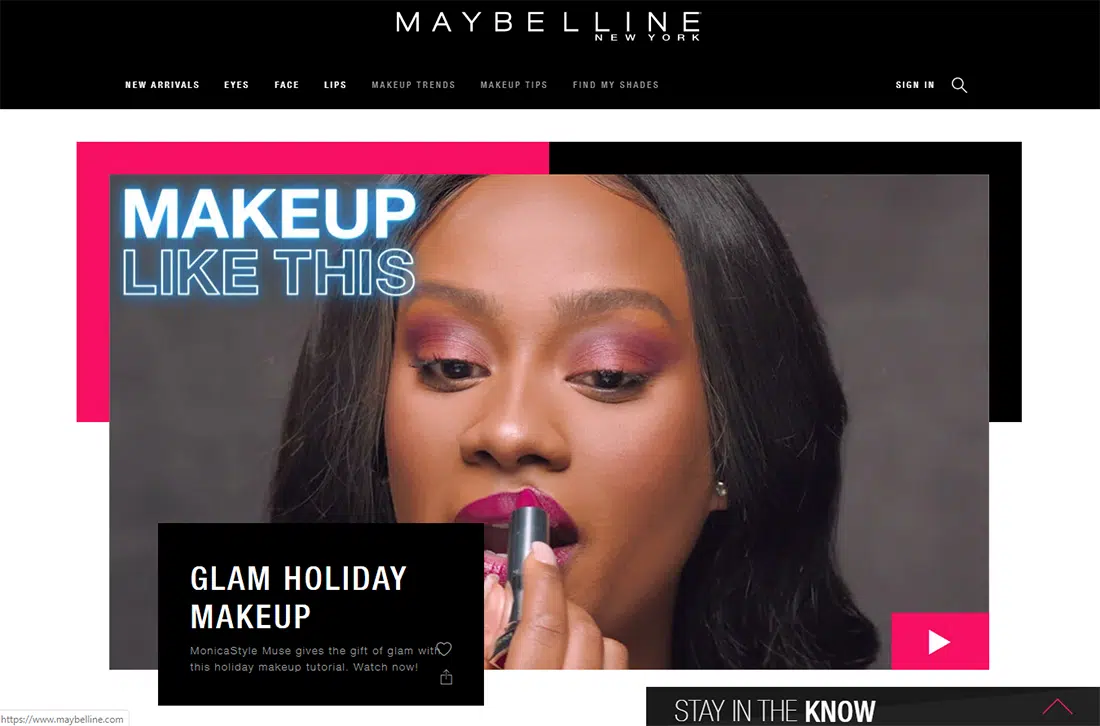 MAYBELLINE
NEW YORK
NEW ARRIVALS EYES FACE LIPS MAKEUP TRENDS MAKEUP TIPS FIND MY SHADES SIGN IN
MAKEUP
LIKE THIS
GLAM HOLIDAY
MAKEUP
MonicaStyle Muse gives the gift of glam with
this holiday makeup tutorial. Watch now!
STAY IN THE KNOW
https://www.maybelline.com